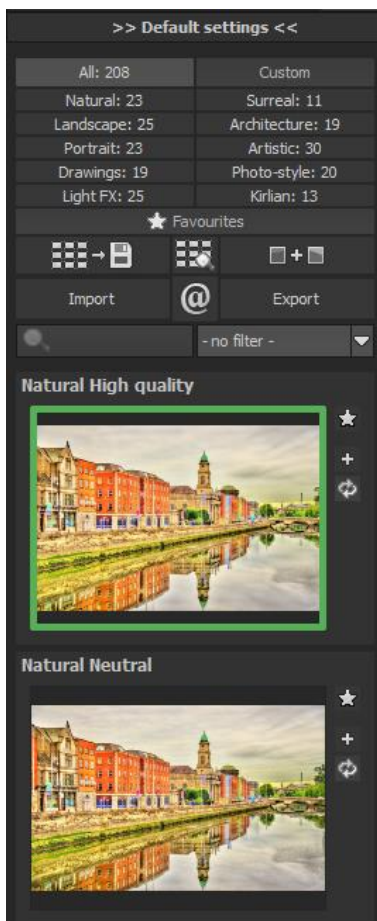 >> Default settings <<
All: 208 Custom
Natural: 23 Surreal: 11
Landscape: 25 Architecture: 19
Portrait: 23 Artistic: 30
Drawings: 19 Photo-style: 20
Light FX: 25 Kirlian: 13
Favourites
Import @ Export
- no filter -
Natural High quality
Natural Neutral